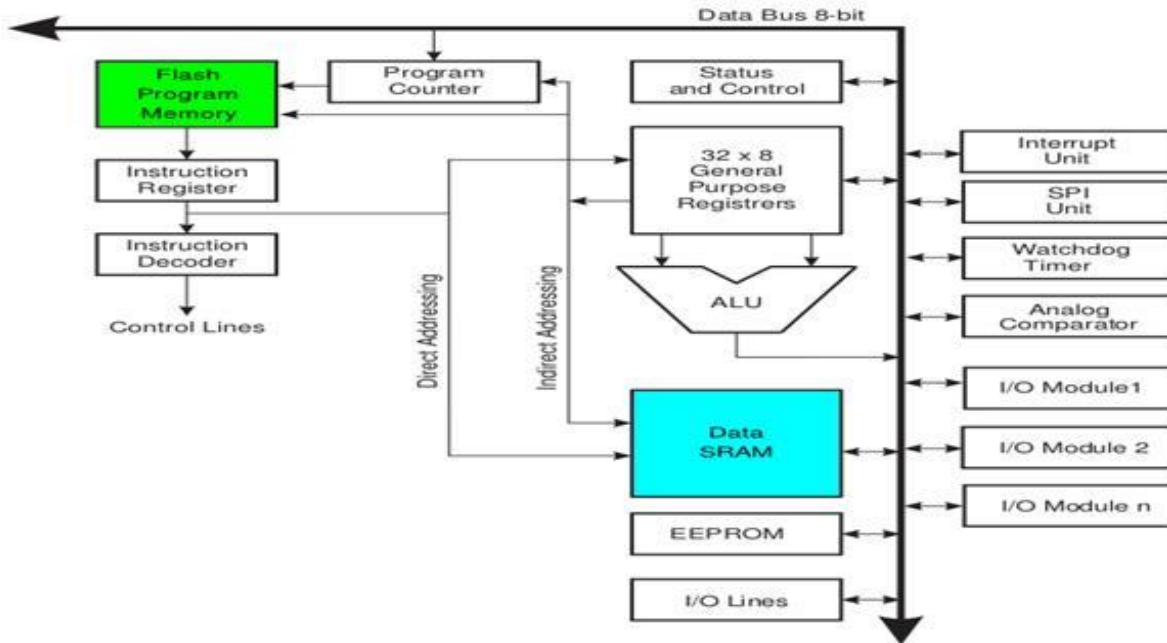 Data Bus 8-bit
Flash
Program
Memory
Program
Counter
Status
and Control
Instruction
Register
32 x 8
General
Purpose
Registrers
Interrupt
Unit
SPI
Unit
Instruction
Decoder
Watchdog
Timer
ALU
Control Lines
Analog
Comparator
Direct Addressing
Indirect Addressing
I/O Module1
Data
SRAM
I/O Module 2
I/O Module n
EEPROM
I/O Lines